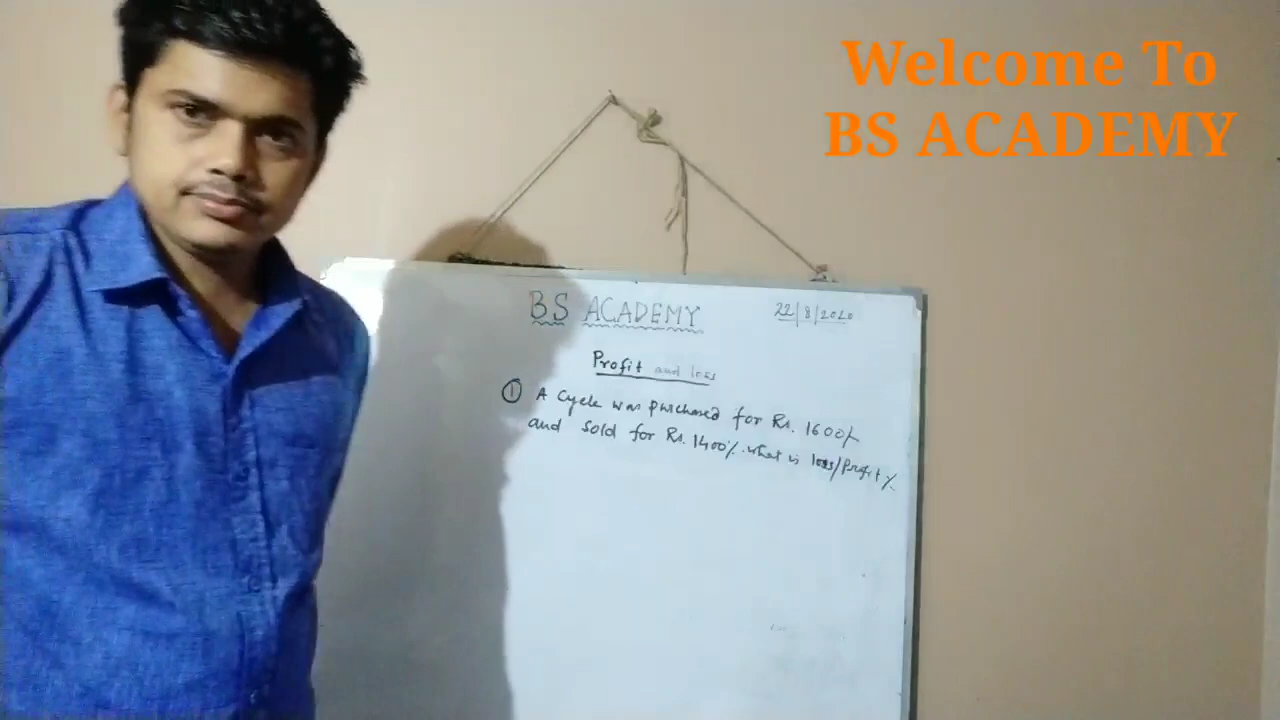 Welcome To
BS ACADEMY
BS ACADEMY
22/8/2020
Profit and loss
① A Cycle was purchased for Rs. 1600/-
and sold for Rs. 1400/-. what is loss/Profit %